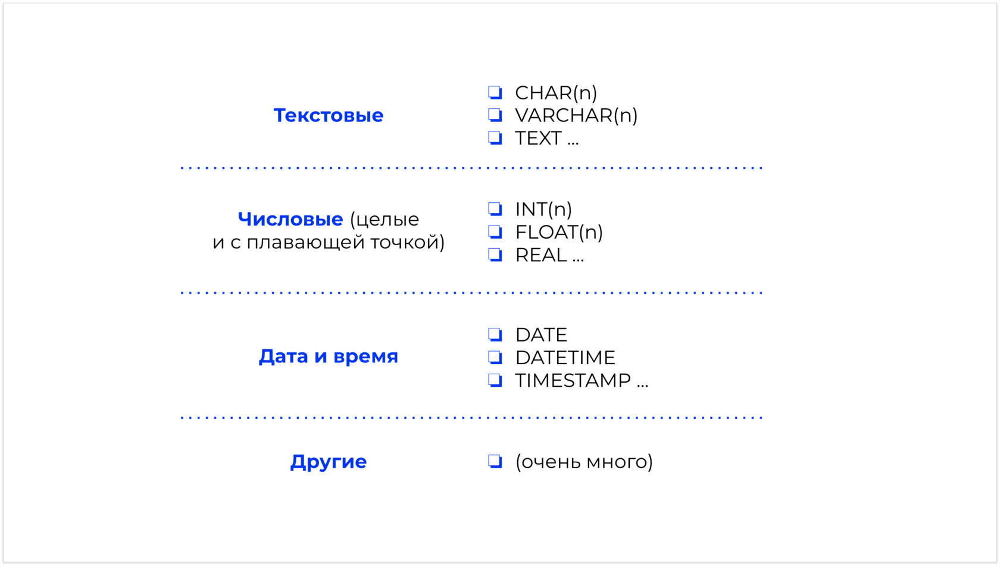 Текстовые
CHAR(n)
VARCHAR(n)
TEXT ...
Числовые (целые
и с плавающей точкой)
INT(n)
FLOAT(n)
REAL ...
Дата и время
DATE
DATETIME
TIMESTAMP ...
Другие
(очень много)